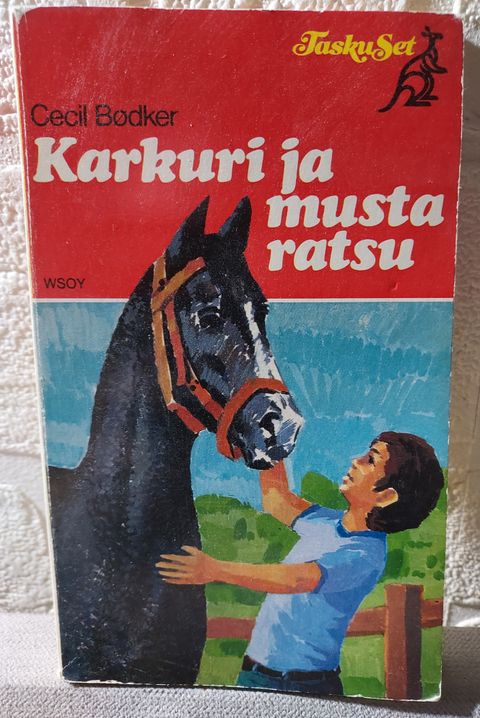 TaskuSet
Cecil Bødker
Karkuri ja
musta
ratsu
WSOY